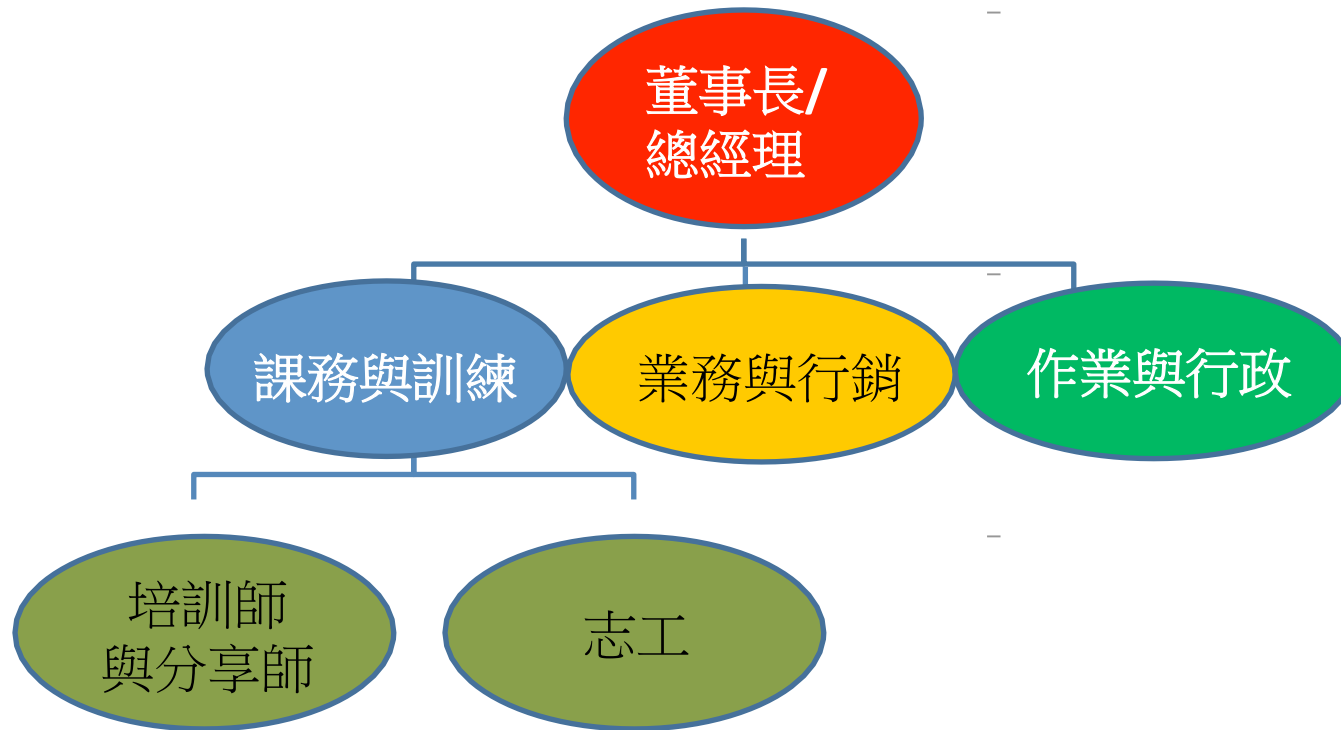 董事長/
總經理
課務與訓練
業務與行銷
作業與行政
培訓師
與分享師
志工